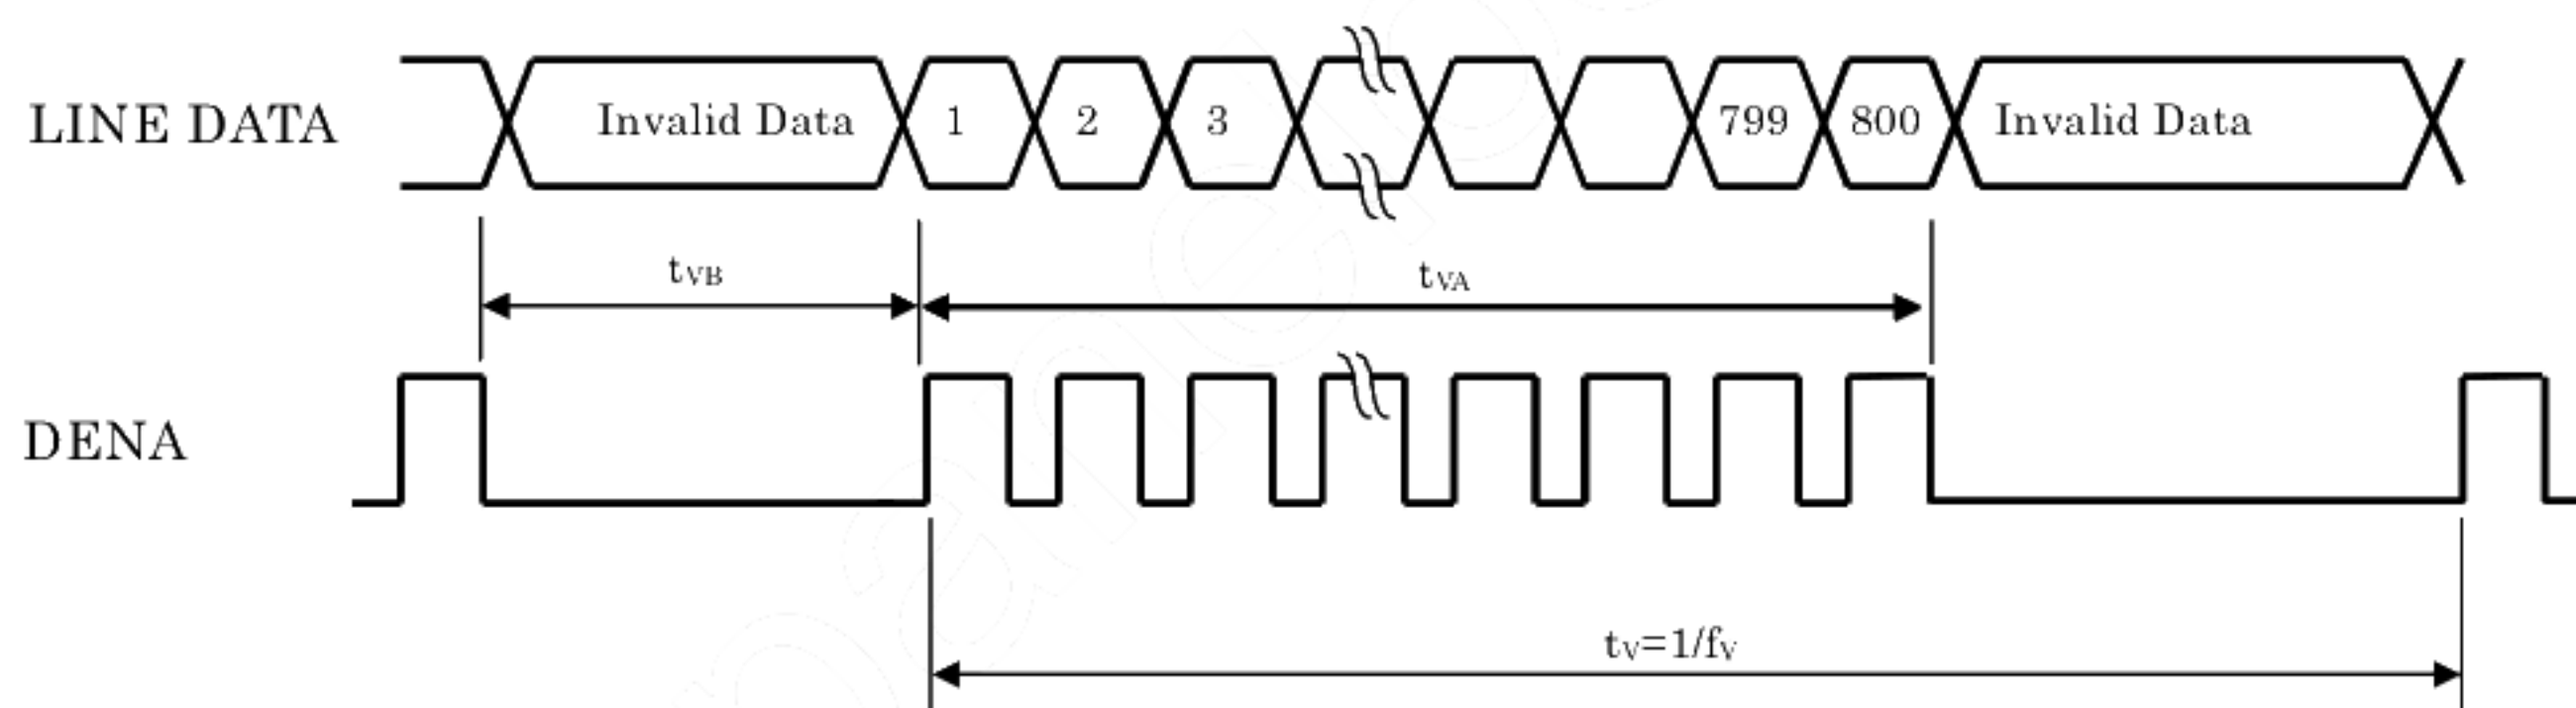 LINE DATA Invalid Data 1 2 3 799 800 Invalid Data
tVB tVA
DENA
tV=1/fV